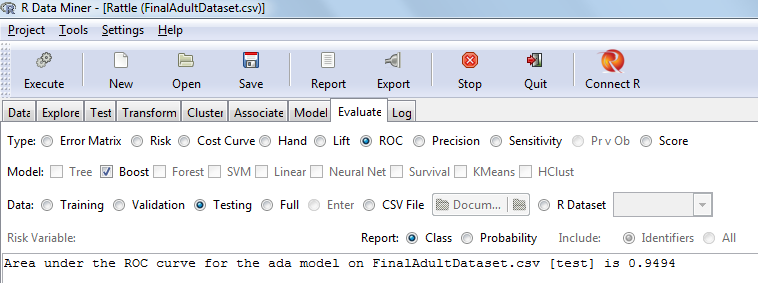 R Data Miner - [Rattle (FinalAdultDataset.csv)]
Project Tools Settings Help
Execute New Open Save Report Export Stop Quit Connect R
Data Explore Test Transform Cluster Associate Model Evaluate Log
Type: Error Matrix Risk Cost Curve Hand Lift ROC Precision Sensitivity Pr v Ob Score
Model: Tree Boost Forest SVM Linear Neural Net Survival KMeans HClust
Data: Training Validation Testing Full Enter CSV File Docum... R Dataset
Risk Variable: Report: Class Probability Include: Identifiers All
Area under the ROC curve for the ada model on FinalAdultDataset.csv [test] is 0.9494